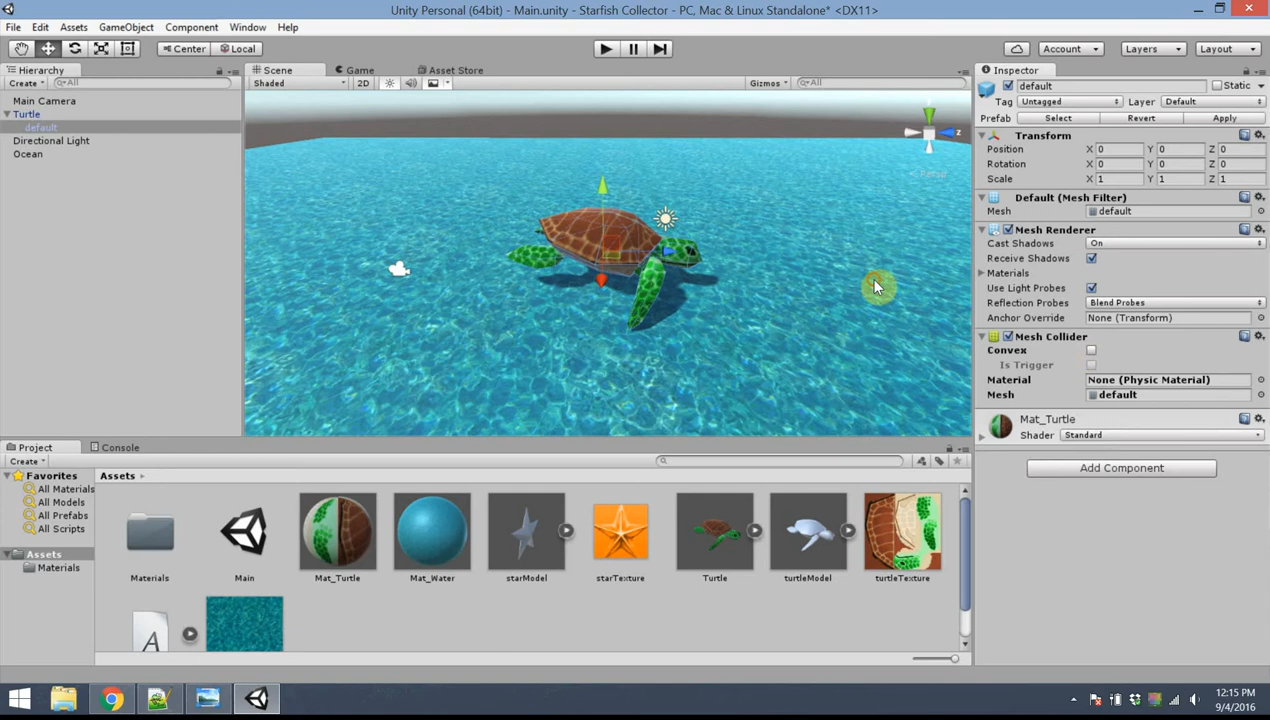 Unity Personal (64bit) - Main.unity - Starfish Collector - PC, Mac & Linux Standalone* <DX11>
File Edit Assets GameObject Component Window Help
Center Local Account Layers Layout
Hierarchy
Create All
Main Camera
Turtle
default
Directional Light
Ocean
Scene Game Asset Store
Shaded 2D Gizmos All
z
Persp
Inspector
default Static
Tag Untagged Layer Default
Prefab Select Revert Apply
Transform
Position X 0 Y 0 Z 0
Rotation X 0 Y 0 Z 0
Scale X 1 Y 1 Z 1
Default (Mesh Filter)
Mesh default
Mesh Renderer
Cast Shadows On
Receive Shadows
Materials
Use Light Probes
Reflection Probes Blend Probes
Anchor Override None (Transform)
Mesh Collider
Convex
Is Trigger
Material None (Physic Material)
Mesh default
Mat_Turtle
Shader Standard
Add Component
Project Console
Create
Favorites
All Materials
All Models
All Prefabs
All Scripts
Assets
Materials
Assets
Materials Main Mat_Turtle Mat_Water starModel starTexture Turtle turtleModel turtleTexture
A
12:15 PM
9/4/2016